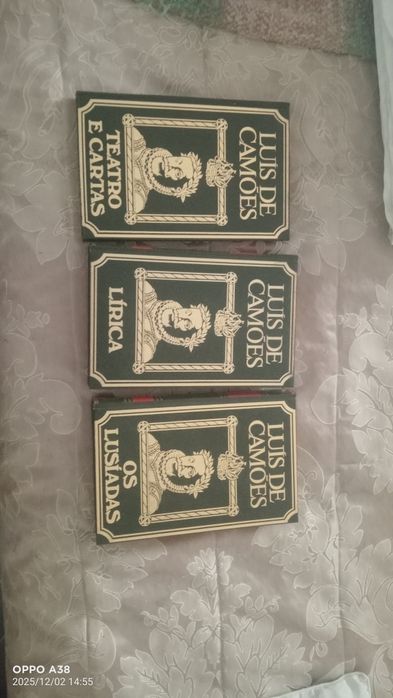 LUÍS DE
CAMÕES
TEATRO
E CARTAS
LUÍS DE
CAMÕES
LÍRICA
LUÍS DE
CAMÕES
OS
LUSÍADAS
OPPO A38
2025/12/02 14:55